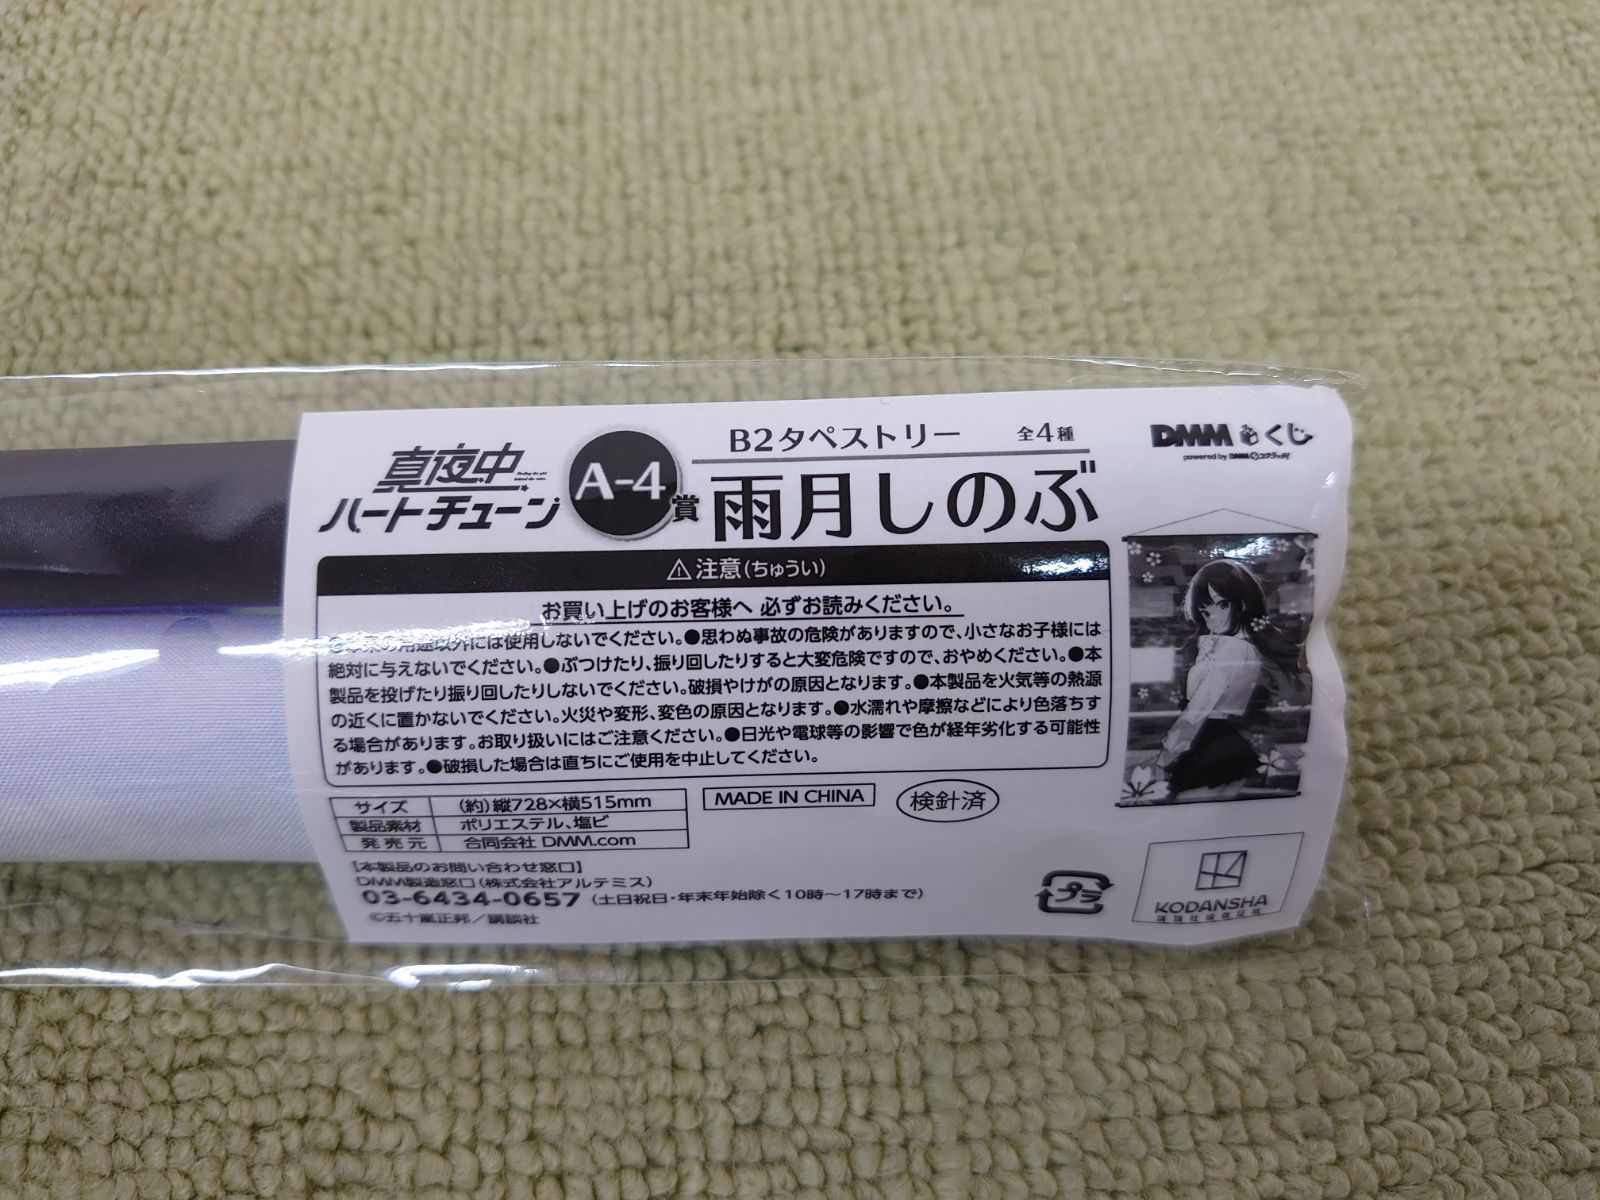 真夜中
ハートチューン
A-4賞
B2タペストリー 全4種
雨月しのぶ
DMMくじ
powered by DMMスクラッチ
⚠注意(ちゅうい)
お買い上げのお客様へ 必ずお読みください。
●本来の用途以外には使用しないでください。●思わぬ事故の危険がありますので、小さなお子様には
絶対に与えないでください。●ぶつけたり、振り回したりすると大変危険ですので、おやめください。●本
製品を投げたり振り回したりしないでください。破損やけがの原因となります。●本製品を火気等の熱源
の近くに置かないでください。火災や変形、変色の原因となります。●水濡れや摩擦などにより色落ちす
る場合があります。お取り扱いにはご注意ください。●日光や電球等の影響で色が経年劣化する可能性
があります。●破損した場合は直ちにご使用を中止してください。
サイズ (約)縦728×横515mm
製品素材 ポリエステル、塩ビ
発売元 合同会社 DMM.com
MADE IN CHINA
検針済
【本製品のお問い合わせ窓口】
DMM製造窓口(株式会社アルテミス)
03-6434-0657(土日祝日・年末年始除く10時～17時まで)
©五十嵐正邦／講談社
プラ
KODANSHA